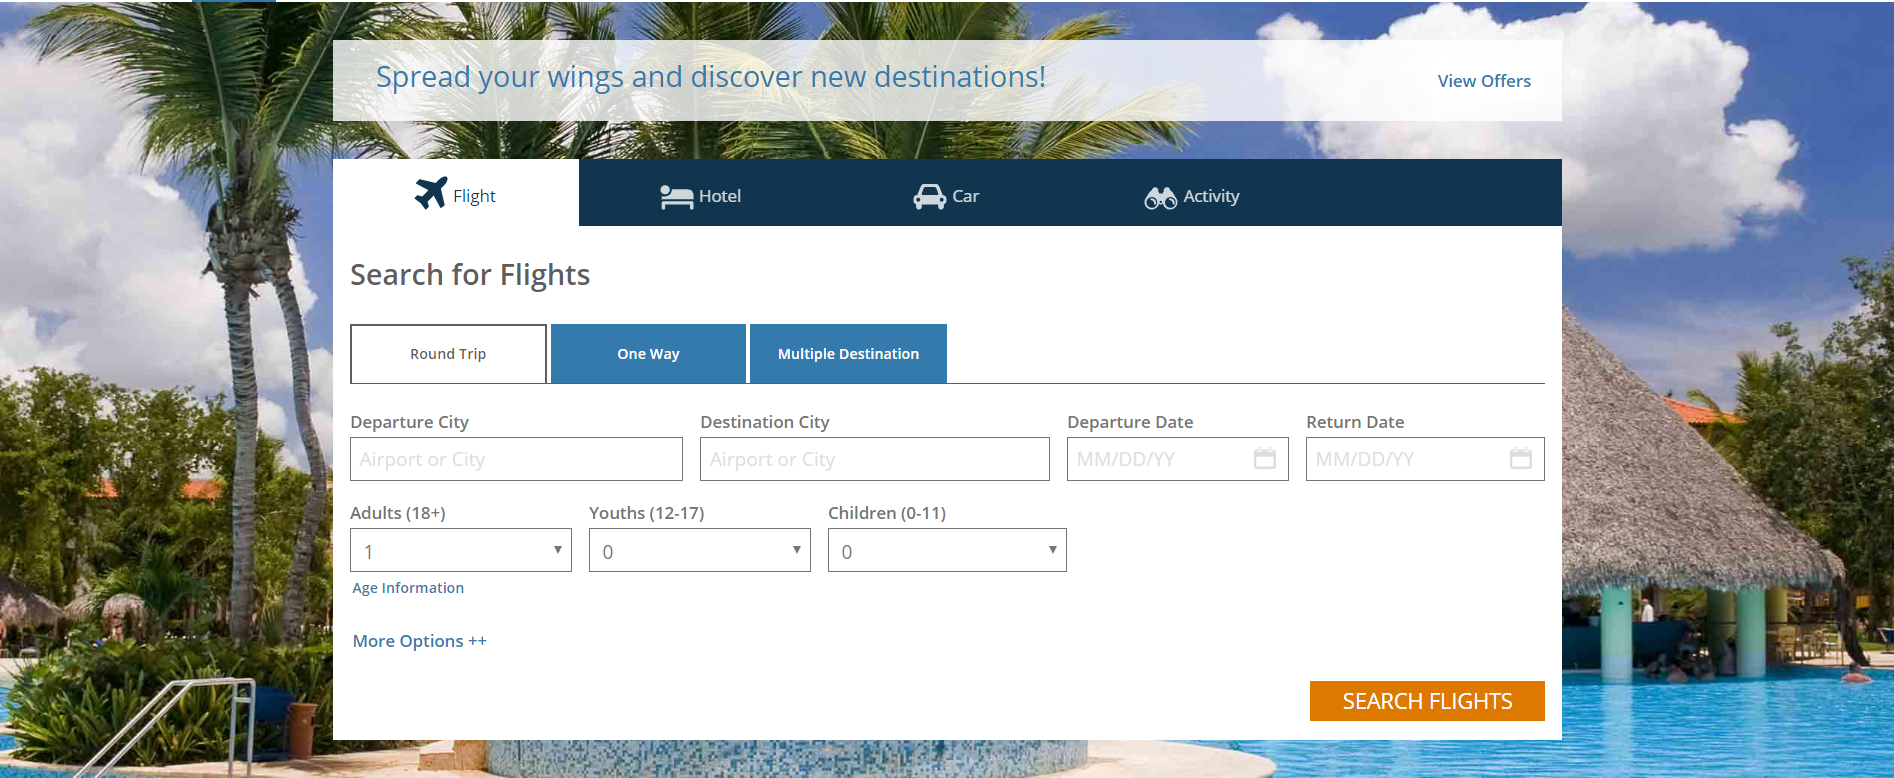 Spread your wings and discover new destinations!
View Offers
Flight
Hotel
Car
Activity
Search for Flights
Round Trip
One Way
Multiple Destination
Departure City
Destination City
Departure Date
Return Date
Airport or City
Airport or City
MM/DD/YY
MM/DD/YY
Adults (18+)
Youths (12-17)
Children (0-11)
1
0
0
Age Information
More Options ++
SEARCH FLIGHTS